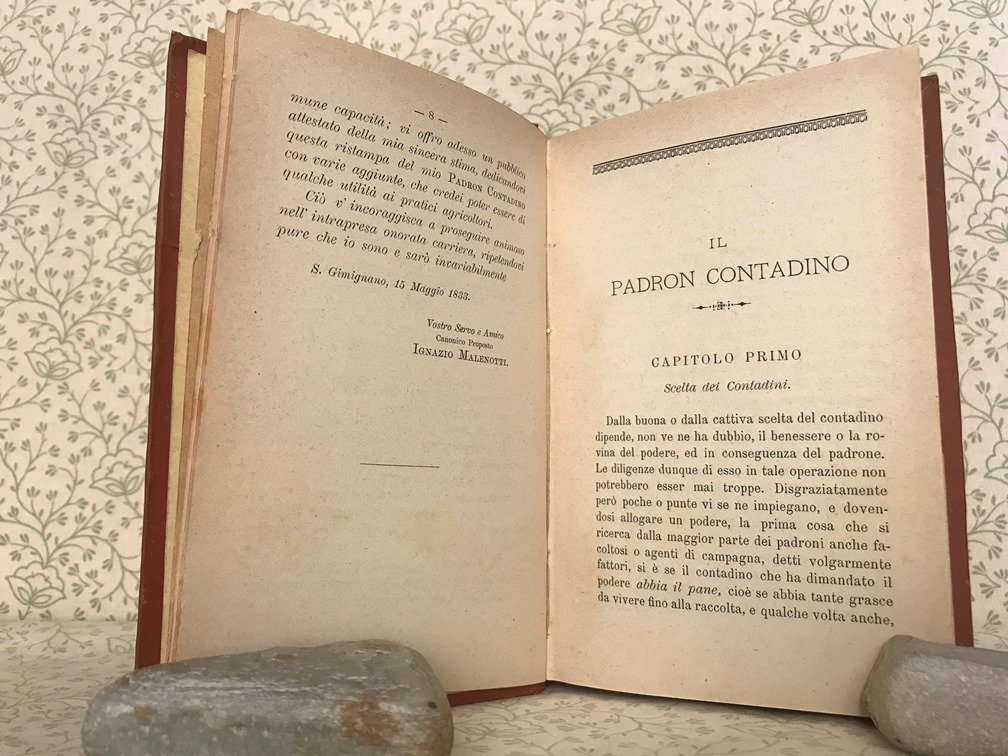 — 8 —
mune capacità; vi offro adesso un pubblico
attestato della mia sincera stima, dedicandovi
questa ristampa del mio PADRON CONTADINO
con varie aggiunte, che credei poter essere di
qualche utilità ai pratici agricoltori.
Ciò v' incoraggisca a proseguire animoso
nell' intrapresa onorata carriera, ripetendovi
pure che io sono e sarò invariabilmente
S. Gimignano, 15 Maggio 1833.
Vostro Servo e Amico
Canonico Proposto
IGNAZIO MALENOTTI.
IL
PADRON CONTADINO
CAPITOLO PRIMO
Scelta dei Contadini.
Dalla buona o dalla cattiva scelta del contadino
dipende, non ve ne ha dubbio, il benessere o la ro-
vina del podere, ed in conseguenza del padrone.
Le diligenze dunque di esso in tale operazione non
potrebbero esser mai troppe. Disgraziatamente
però poche o punte vi se ne impiegano, e doven-
dosi allogare un podere, la prima cosa che si
ricerca dalla maggior parte dei padroni anche fa-
coltosi o agenti di campagna, detti volgarmente
fattori, si è se il contadino che ha dimandato il
podere abbia il pane, cioè se abbia tante grasce
da vivere fino alla raccolta, e qualche volta anche,